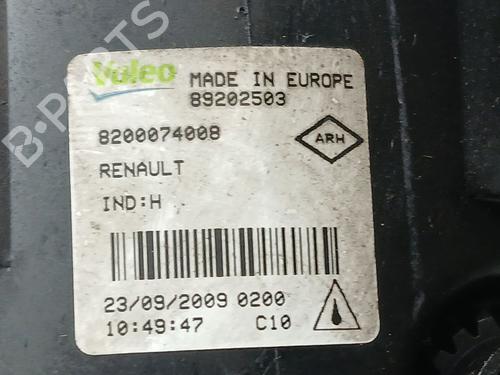 Valeo
MADE IN EUROPE
89202503
8200074008
ARH
RENAULT
IND:H
23/09/2009 0200
10:49:47 C10
B-PARTS